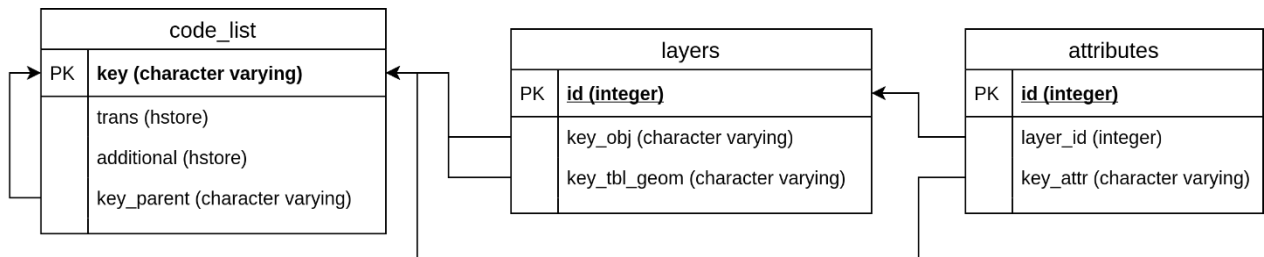 code_list
PK key (character varying)
trans (hstore)
additional (hstore)
key_parent (character varying)
layers
PK id (integer)
key_obj (character varying)
key_tbl_geom (character varying)
attributes
PK id (integer)
layer_id (integer)
key_attr (character varying)